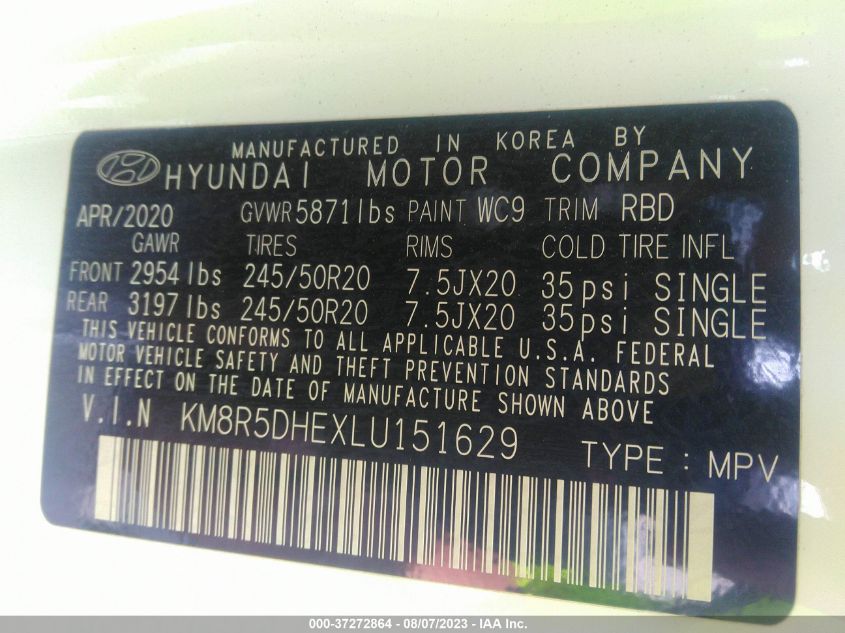 MANUFACTURED IN KOREA BY
HYUNDAI MOTOR COMPANY
APR/2020 GVWR 5871 lbs PAINT WC9 TRIM RBD
GAWR TIRES RIMS COLD TIRE INFL
FRONT 2954 lbs 245/50R20 7.5JX20 35psi SINGLE
REAR 3197 lbs 245/50R20 7.5JX20 35psi SINGLE
THIS VEHICLE CONFORMS TO ALL APPLICABLE U.S.A. FEDERAL
MOTOR VEHICLE SAFETY AND THEFT PREVENTION STANDARDS
IN EFFECT ON THE DATE OF MANUFACTURE SHOWN ABOVE
V.I.N KM8R5DHEXLU151629 TYPE : MPV
000-37272864 - 08/07/2023 - IAA Inc.